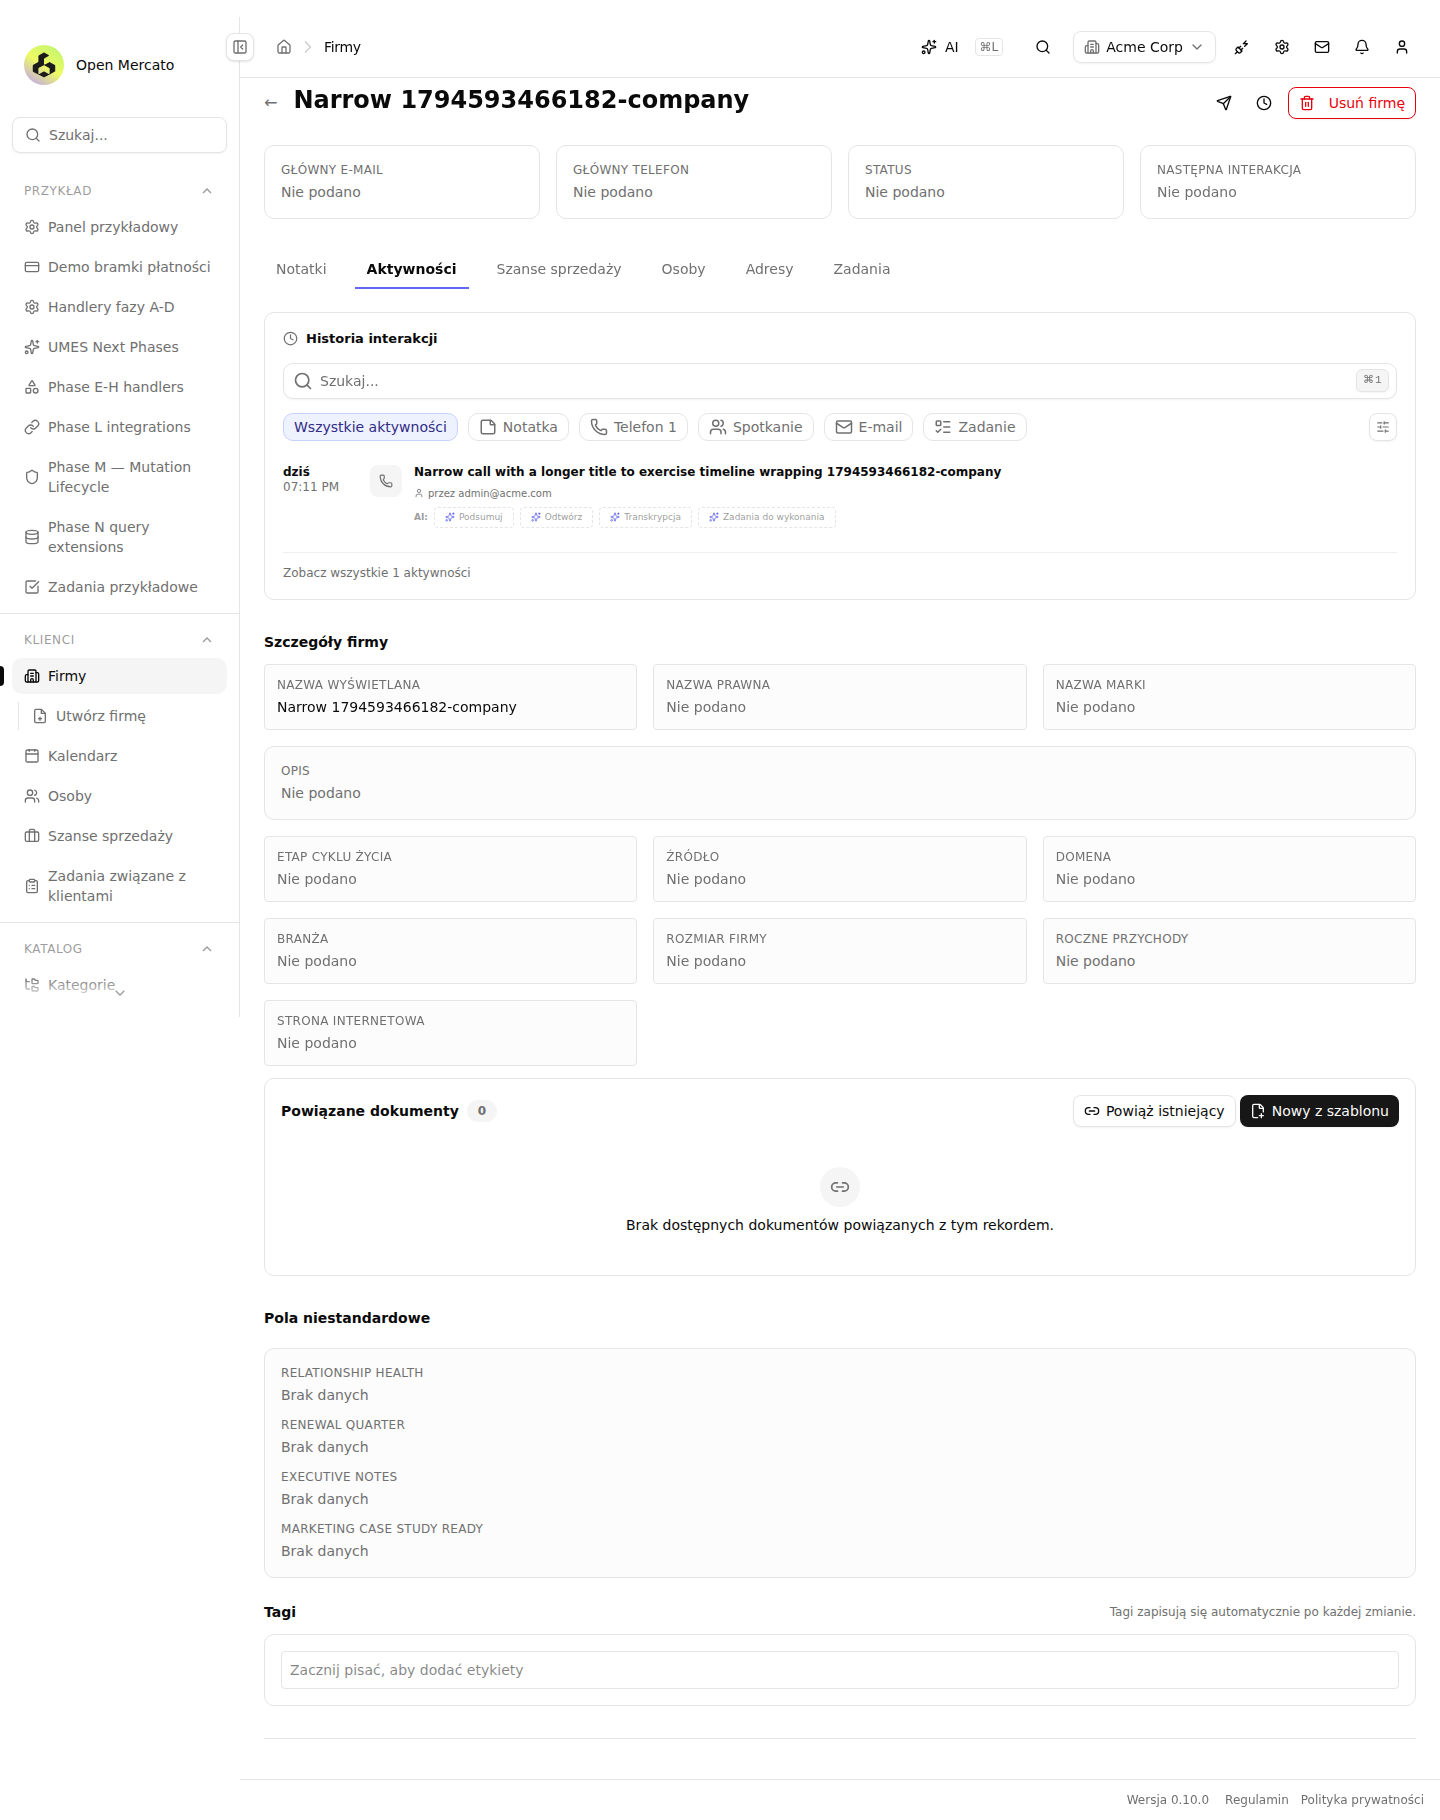 Open Mercato
Szukaj...
PRZYKŁAD
Panel przykładowy
Demo bramki płatności
Handlery fazy A-D
UMES Next Phases
Phase E-H handlers
Phase L integrations
Phase M — Mutation
Lifecycle
Phase N query
extensions
Zadania przykładowe
KLIENCI
Firmy
Utwórz firmę
Kalendarz
Osoby
Szanse sprzedaży
Zadania związane z
klientami
KATALOG
Kategorie
Firmy
AI ⌘L
Acme Corp
← Narrow 1794593466182-company
Usuń firmę
GŁÓWNY E-MAIL
Nie podano
GŁÓWNY TELEFON
Nie podano
STATUS
Nie podano
NASTĘPNA INTERAKCJA
Nie podano
Notatki Aktywności Szanse sprzedaży Osoby Adresy Zadania
Historia interakcji
Szukaj... ⌘1
Wszystkie aktywności Notatka Telefon 1 Spotkanie E-mail Zadanie
dziś
07:11 PM
Narrow call with a longer title to exercise timeline wrapping 1794593466182-company
przez admin@acme.com
AI: Podsumuj Odtwórz Transkrypcja Zadania do wykonania
Zobacz wszystkie 1 aktywności
Szczegóły firmy
NAZWA WYŚWIETLANA
Narrow 1794593466182-company
NAZWA PRAWNA
Nie podano
NAZWA MARKI
Nie podano
OPIS
Nie podano
ETAP CYKLU ŻYCIA
Nie podano
ŹRÓDŁO
Nie podano
DOMENA
Nie podano
BRANŻA
Nie podano
ROZMIAR FIRMY
Nie podano
ROCZNE PRZYCHODY
Nie podano
STRONA INTERNETOWA
Nie podano
Powiązane dokumenty 0
Powiąż istniejący Nowy z szablonu
Brak dostępnych dokumentów powiązanych z tym rekordem.
Pola niestandardowe
RELATIONSHIP HEALTH
Brak danych
RENEWAL QUARTER
Brak danych
EXECUTIVE NOTES
Brak danych
MARKETING CASE STUDY READY
Brak danych
Tagi
Tagi zapisują się automatycznie po każdej zmianie.
Zacznij pisać, aby dodać etykiety
Wersja 0.10.0 Regulamin Polityka prywatności